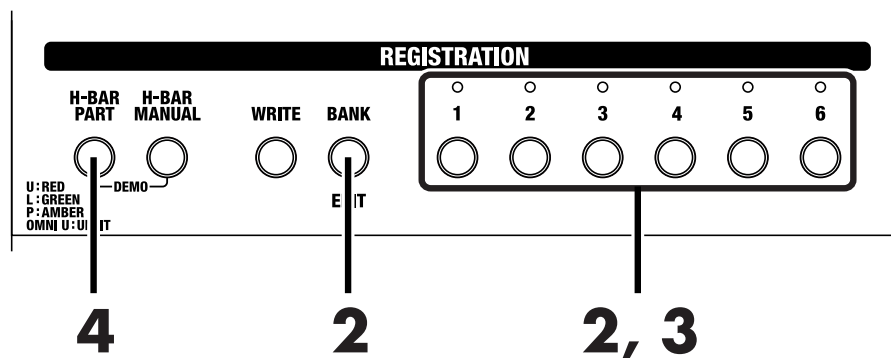 REGISTRATION
H-BAR PART
H-BAR MANUAL
WRITE
BANK
1 2 3 4 5 6
DEMO
U:RED
L:GREEN
P:AMBER
OMNI U:
4 2 2, 3